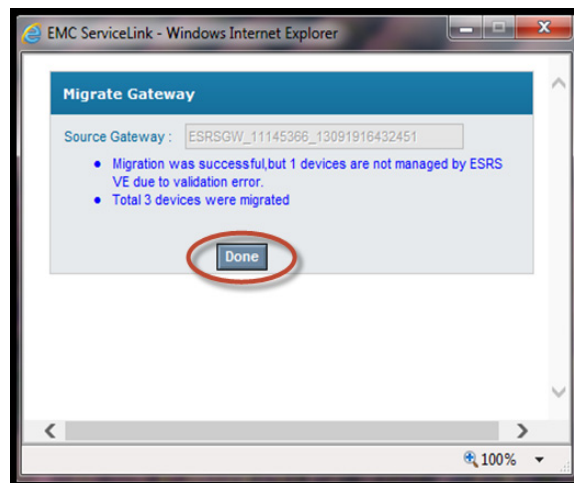 EMC ServiceLink - Windows Internet Explorer
Migrate Gateway
Source Gateway : ESRSGW_11145366_13091916432451
Migration was successful,but 1 devices are not managed by ESRS
VE due to validation error.
Total 3 devices were migrated
Done
100%